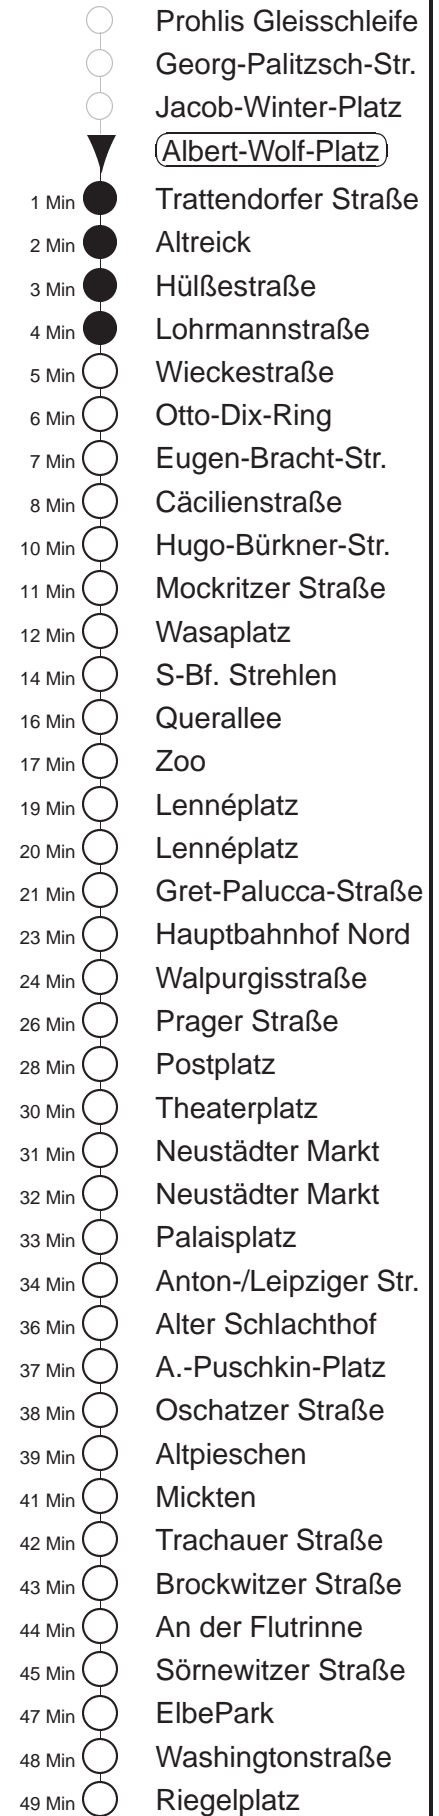 Prohlis Gleisschleife
Georg-Palitzsch-Str.
Jacob-Winter-Platz
Albert-Wolf-Platz
1 Min Trattendorfer Straße
2 Min Altreick
3 Min Hülßestraße
4 Min Lohrmannstraße
5 Min Wieckestraße
6 Min Otto-Dix-Ring
7 Min Eugen-Bracht-Str.
8 Min Cäcilienstraße
10 Min Hugo-Bürkner-Str.
11 Min Mockritzer Straße
12 Min Wasaplatz
14 Min S-Bf. Strehlen
16 Min Querallee
17 Min Zoo
19 Min Lennéplatz
20 Min Lennéplatz
21 Min Gret-Palucca-Straße
23 Min Hauptbahnhof Nord
24 Min Walpurgisstraße
26 Min Prager Straße
28 Min Postplatz
30 Min Theaterplatz
31 Min Neustädter Markt
32 Min Neustädter Markt
33 Min Palaisplatz
34 Min Anton-/Leipziger Str.
36 Min Alter Schlachthof
37 Min A.-Puschkin-Platz
38 Min Oschatzer Straße
39 Min Altpieschen
41 Min Mickten
42 Min Trachauer Straße
43 Min Brockwitzer Straße
44 Min An der Flutrinne
45 Min Sörnewitzer Straße
47 Min ElbePark
48 Min Washingtonstraße
49 Min Riegelplatz